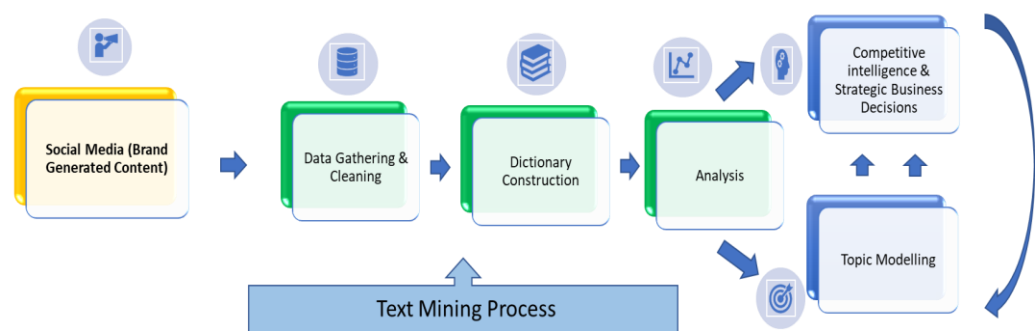 Social Media (Brand
Generated Content)
Data Gathering &
Cleaning
Dictionary
Construction
Analysis
Competitive
intelligence &
Strategic Business
Decisions
Topic Modelling
Text Mining Process